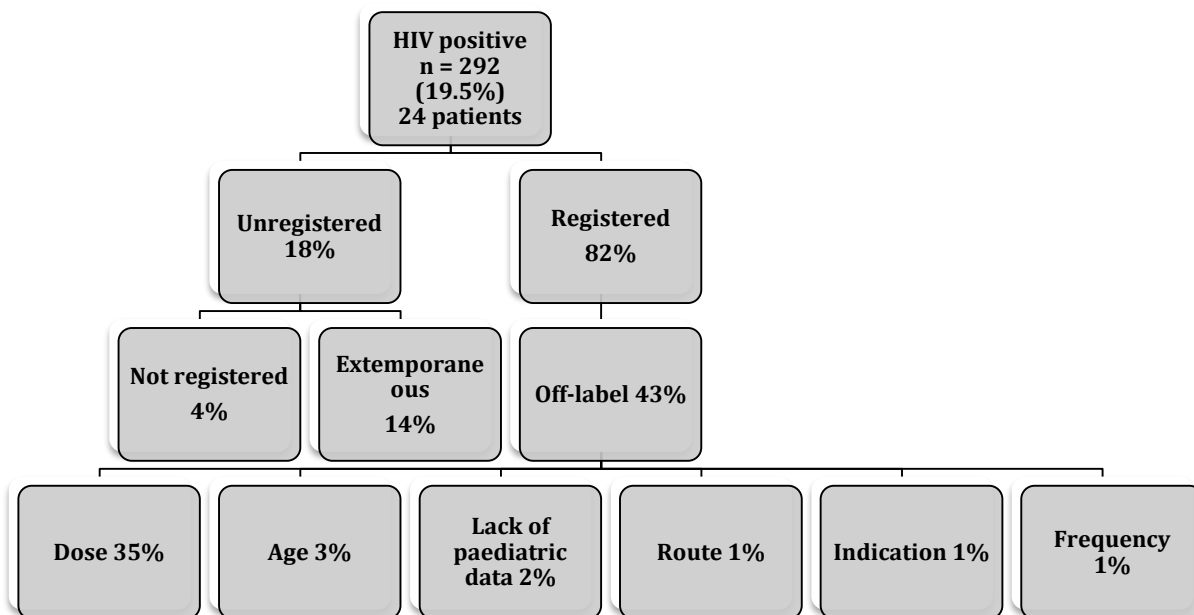 HIV positive
n = 292
(19.5%)
24 patients
Unregistered
18%
Registered
82%
Not registered
4%
Extemporane
ous
14%
Off-label 43%
Dose 35%
Age 3%
Lack of
paediatric
data 2%
Route 1%
Indication 1%
Frequency
1%